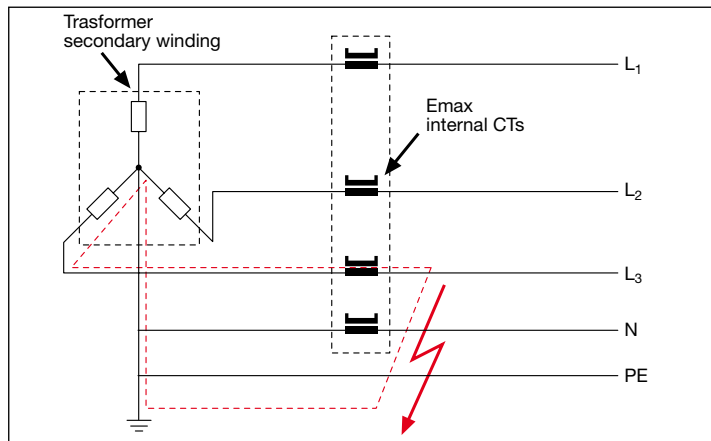 Trasformer
secondary winding
L1
Emax
internal CTs
L2
L3
N
PE